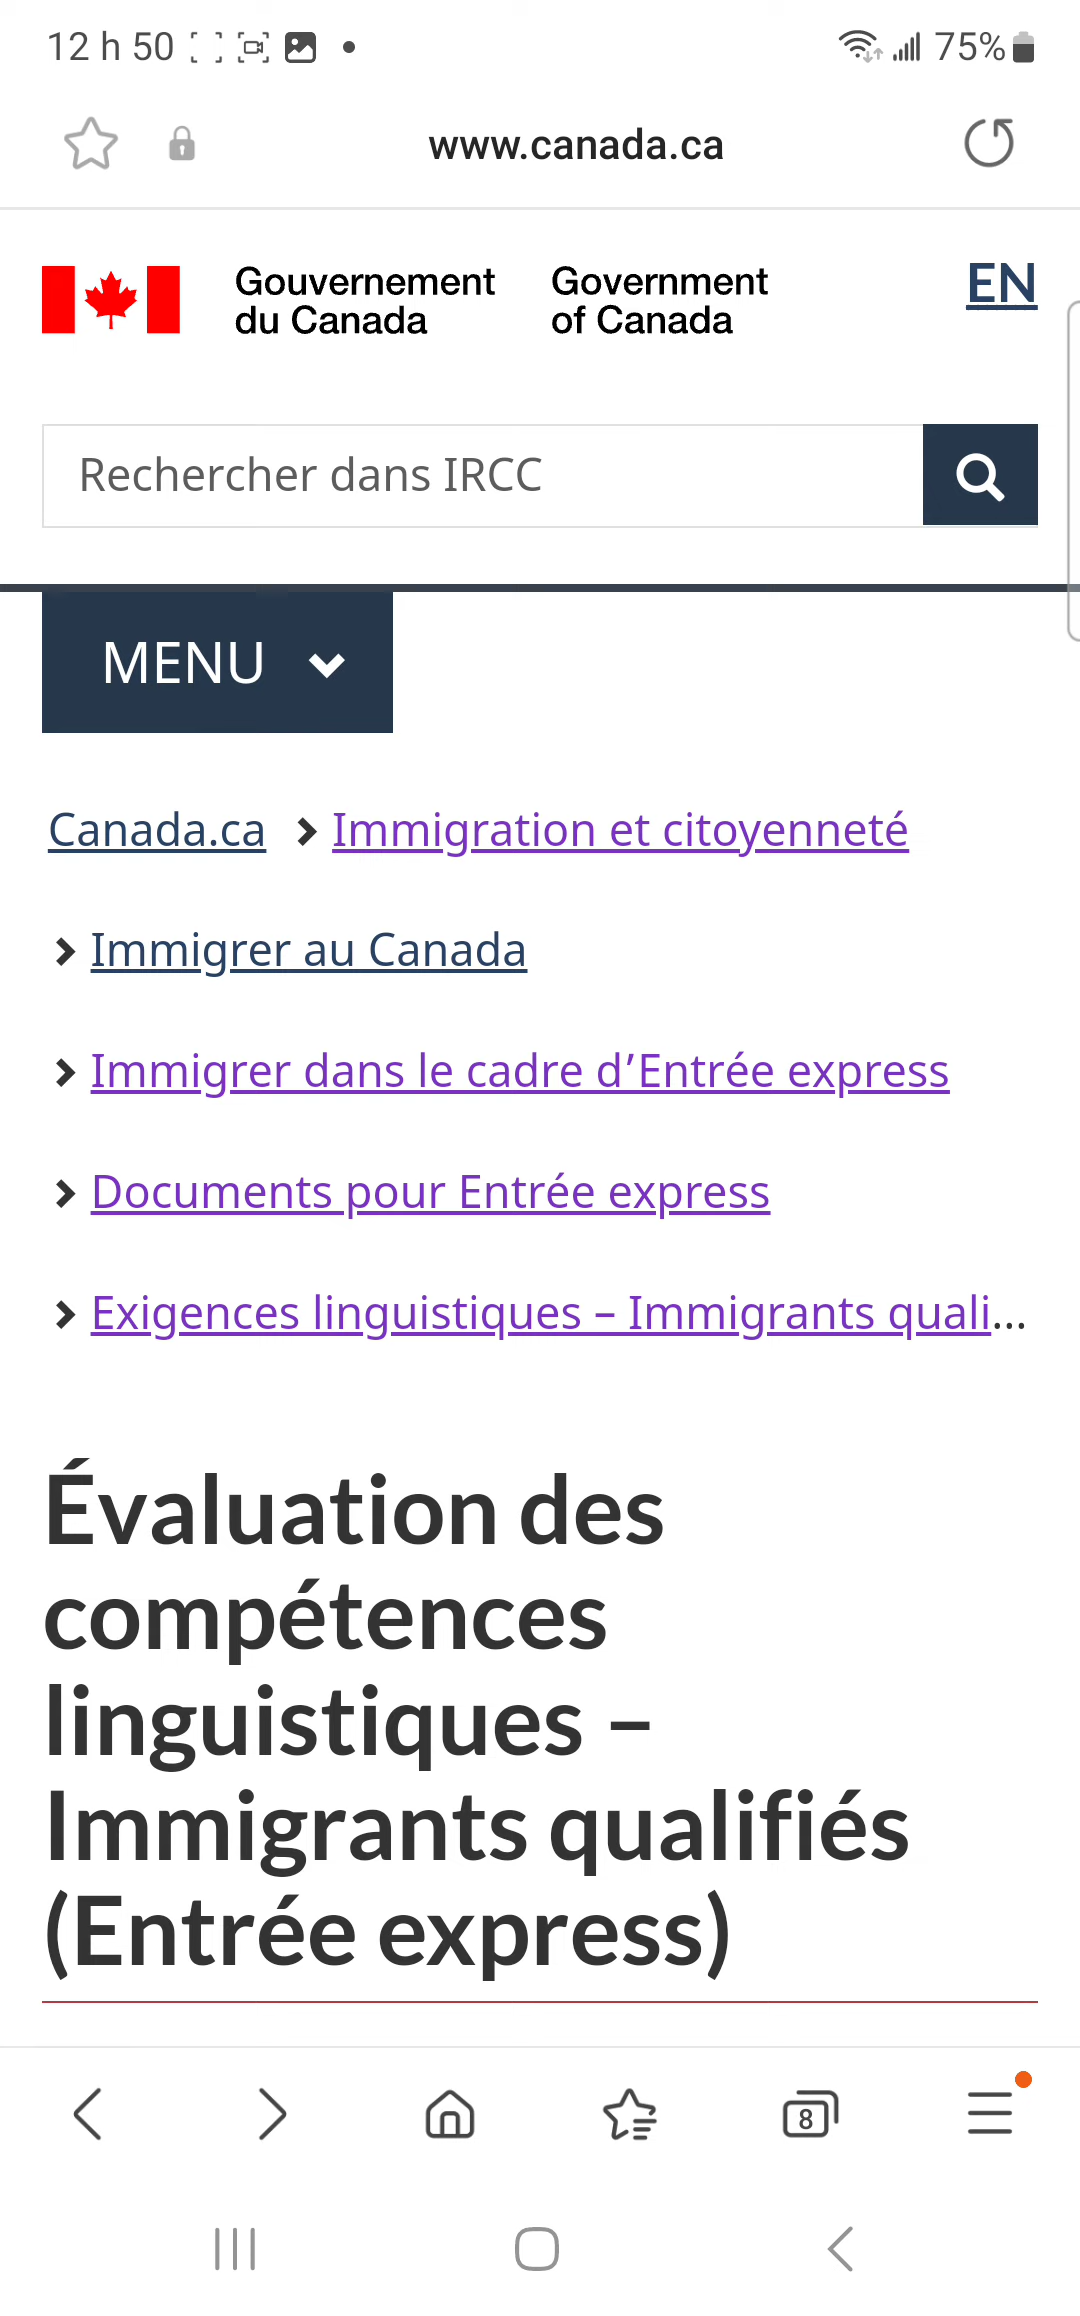 12 h 50
75%
www.canada.ca
Gouvernement
du Canada
Government
of Canada
EN
Rechercher dans IRCC
MENU
Canada.ca
Immigration et citoyenneté
Immigrer au Canada
Immigrer dans le cadre d’Entrée express
Documents pour Entrée express
Exigences linguistiques – Immigrants quali...
Évaluation des
compétences
linguistiques –
Immigrants qualifiés
(Entrée express)
8